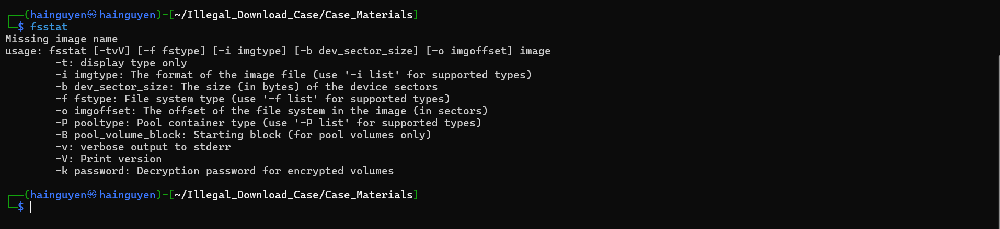 ┌──(hainguyen㉿hainguyen)-[~/Illegal_Download_Case/Case_Materials]
└─$ fsstat
Missing image name
usage: fsstat [-tvV] [-f fstype] [-i imgtype] [-b dev_sector_size] [-o imgoffset] image
        -t: display type only
        -i imgtype: The format of the image file (use '-i list' for supported types)
        -b dev_sector_size: The size (in bytes) of the device sectors
        -f fstype: File system type (use '-f list' for supported types)
        -o imgoffset: The offset of the file system in the image (in sectors)
        -P pooltype: Pool container type (use '-P list' for supported types)
        -B pool_volume_block: Starting block (for pool volumes only)
        -v: verbose output to stderr
        -V: Print version
        -k password: Decryption password for encrypted volumes
┌──(hainguyen㉿hainguyen)-[~/Illegal_Download_Case/Case_Materials]
└─$